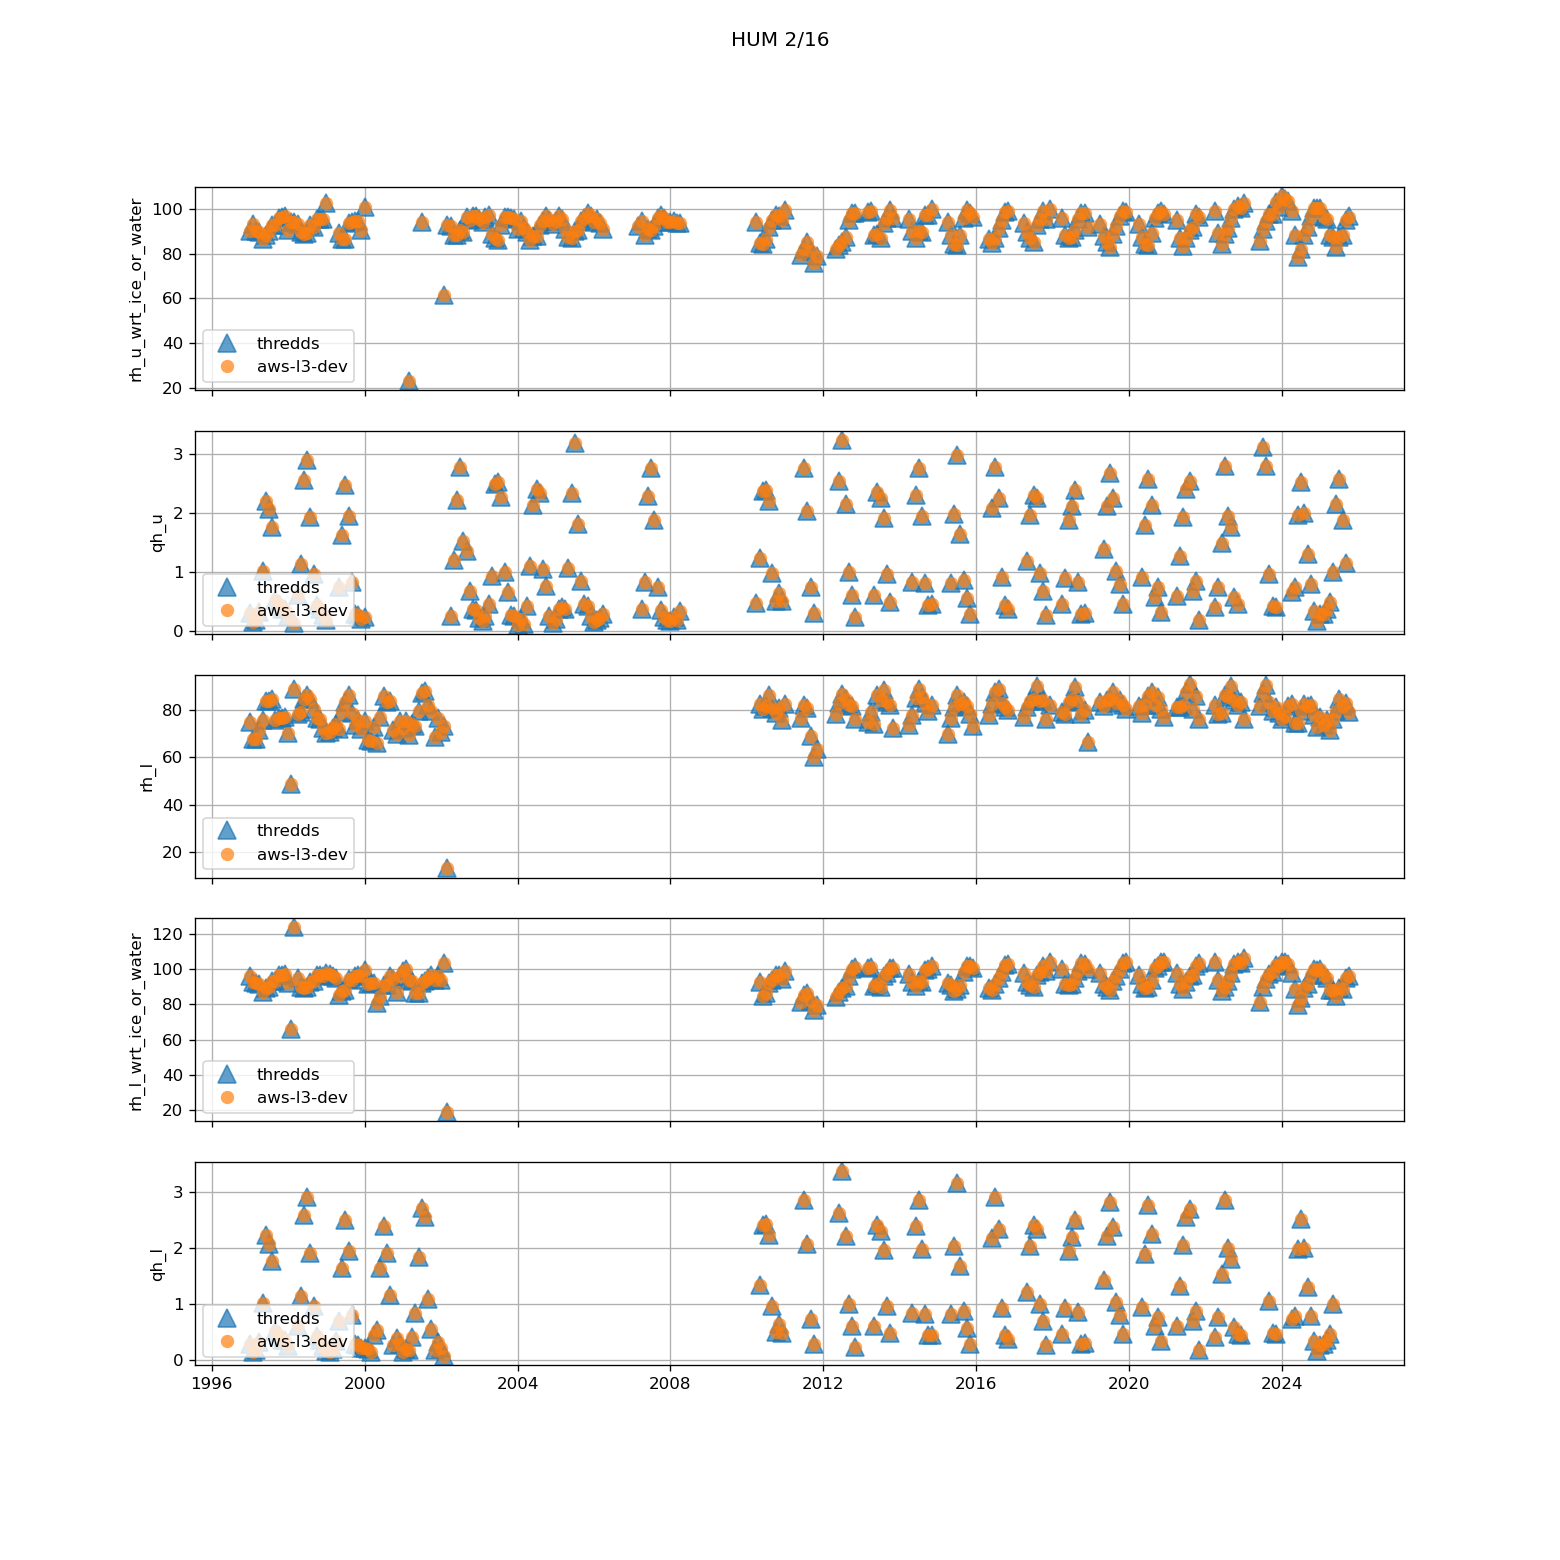 HUM 2/16
rh_u_wrt_ice_or_water
100
80
60
40
20
thredds
aws-l3-dev
qh_u
3
2
1
0
thredds
aws-l3-dev
rh_l
80
60
40
20
thredds
aws-l3-dev
rh_l_wrt_ice_or_water
120
100
80
60
40
20
thredds
aws-l3-dev
qh_l
3
2
1
0
thredds
aws-l3-dev
1996 2000 2004 2008 2012 2016 2020 2024